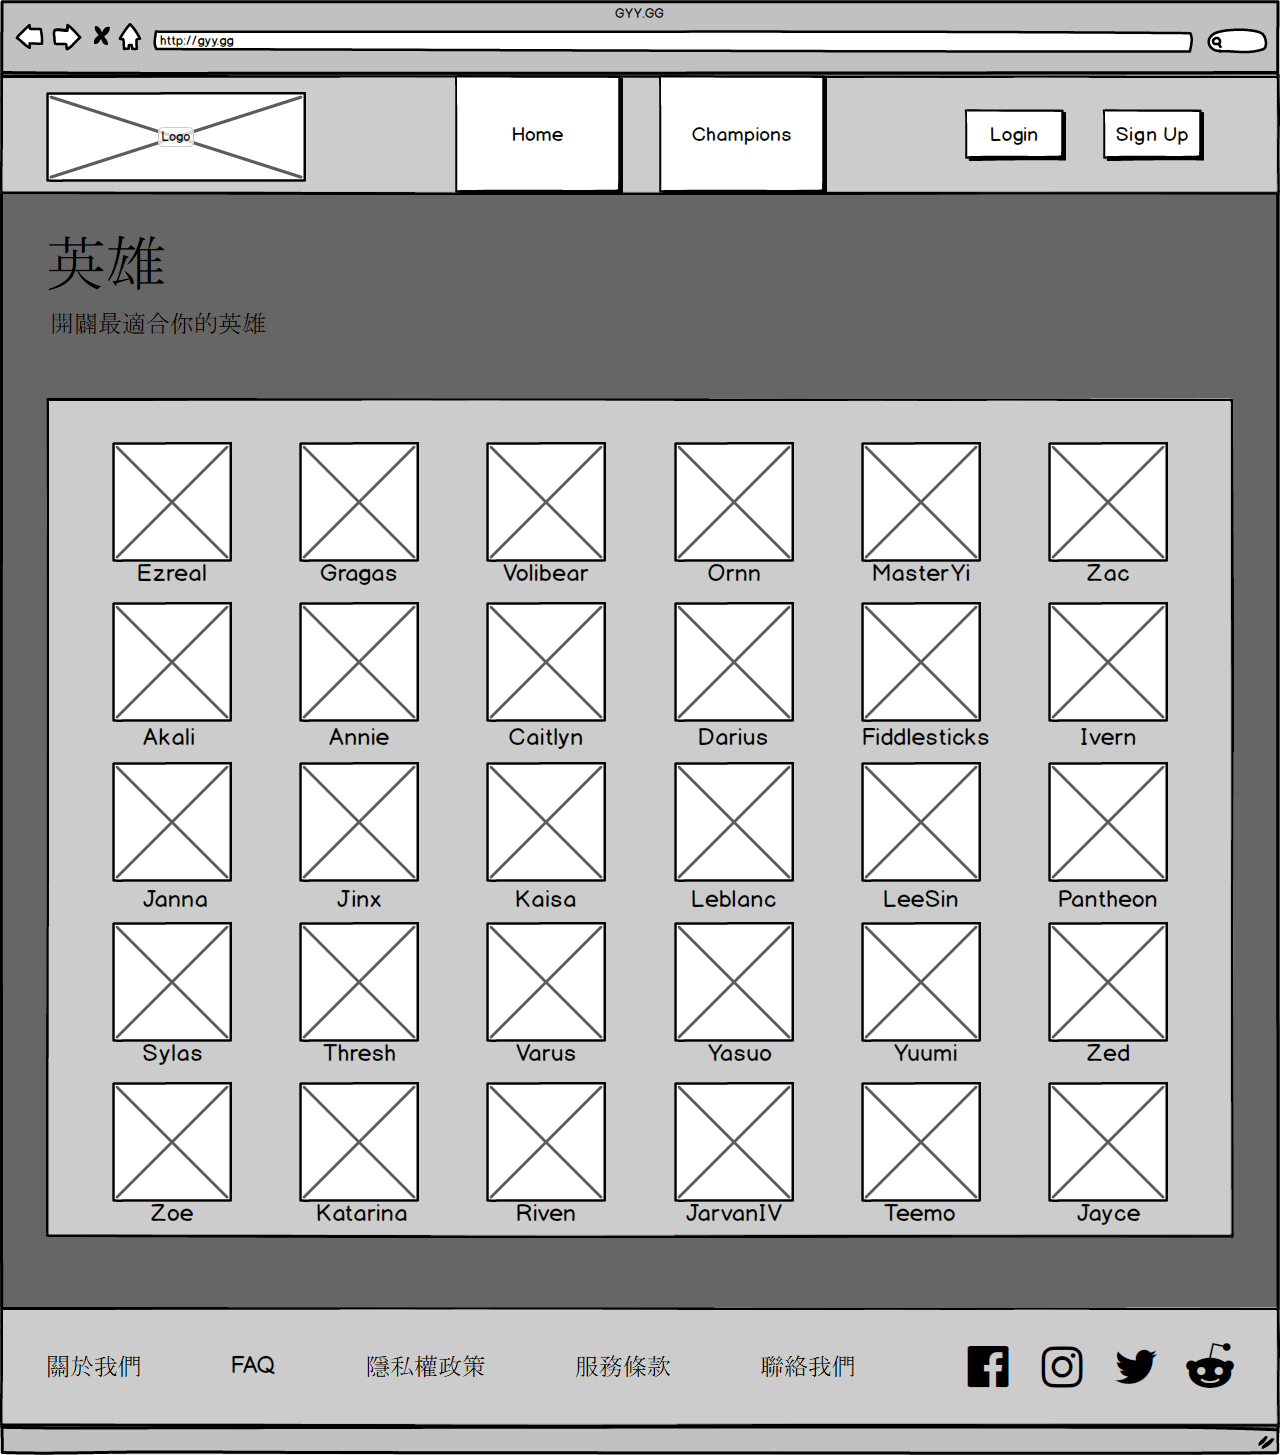 GYY.GG
http://gyy.gg
Logo
Home
Champions
Login
Sign Up
英雄
開闢最適合你的英雄
Ezreal Gragas Volibear Ornn MasterYi Zac
Akali Annie Caitlyn Darius Fiddlesticks Ivern
Janna Jinx Kaisa Leblanc LeeSin Pantheon
Sylas Thresh Varus Yasuo Yuumi Zed
Zoe Katarina Riven JarvanIV Teemo Jayce
關於我們 FAQ 隱私權政策 服務條款 聯絡我們